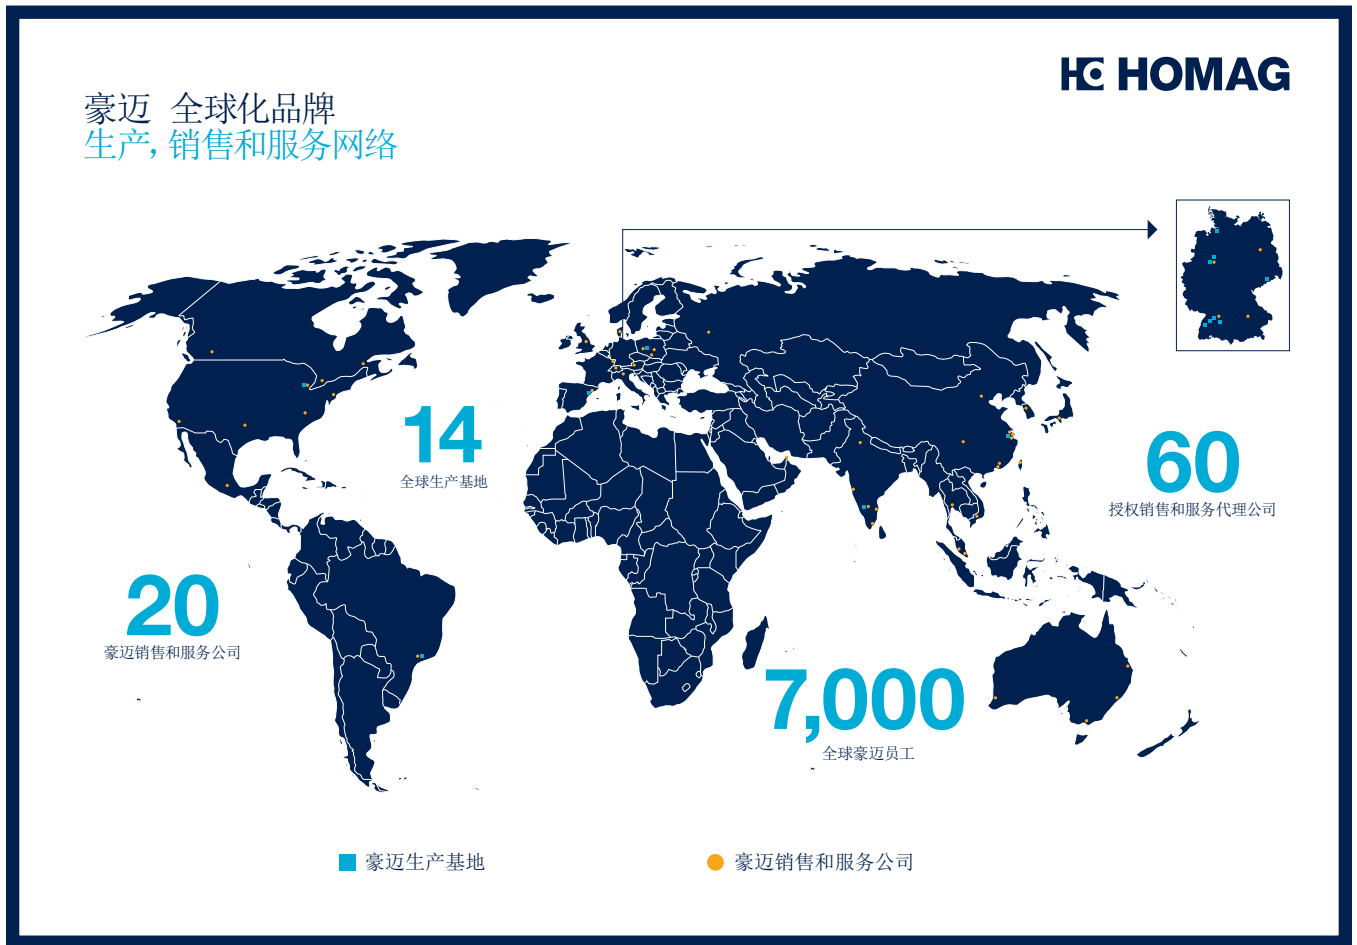 HOMAG
豪迈 全球化品牌
生产, 销售和服务网络
14
全球生产基地
60
授权销售和服务代理公司
20
豪迈销售和服务公司
7,000
全球豪迈员工
豪迈生产基地
豪迈销售和服务公司